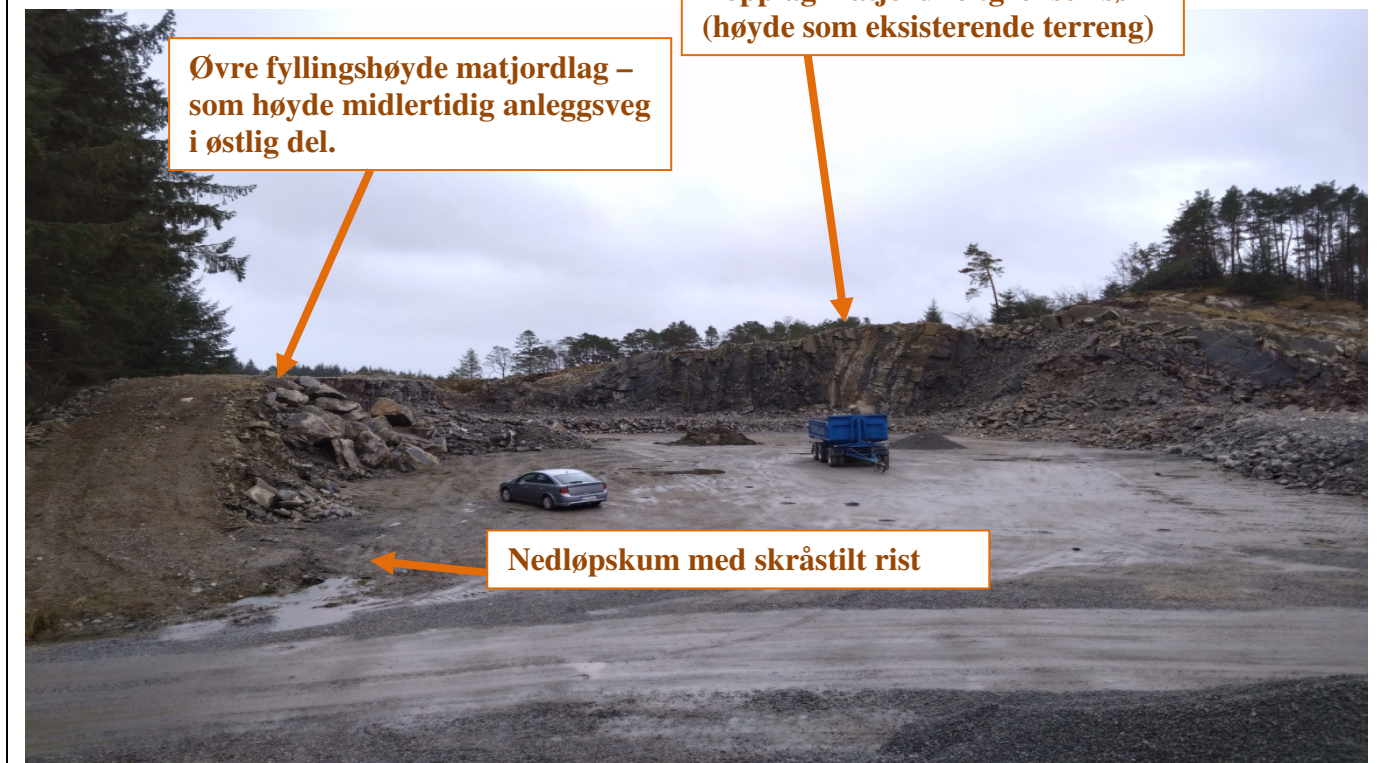 (høyde som eksisterende terreng)
Øvre fyllingshøyde matjordlag –
som høyde midlertidig anleggsveg
i østlig del.
Nedløpskum med skråstilt rist